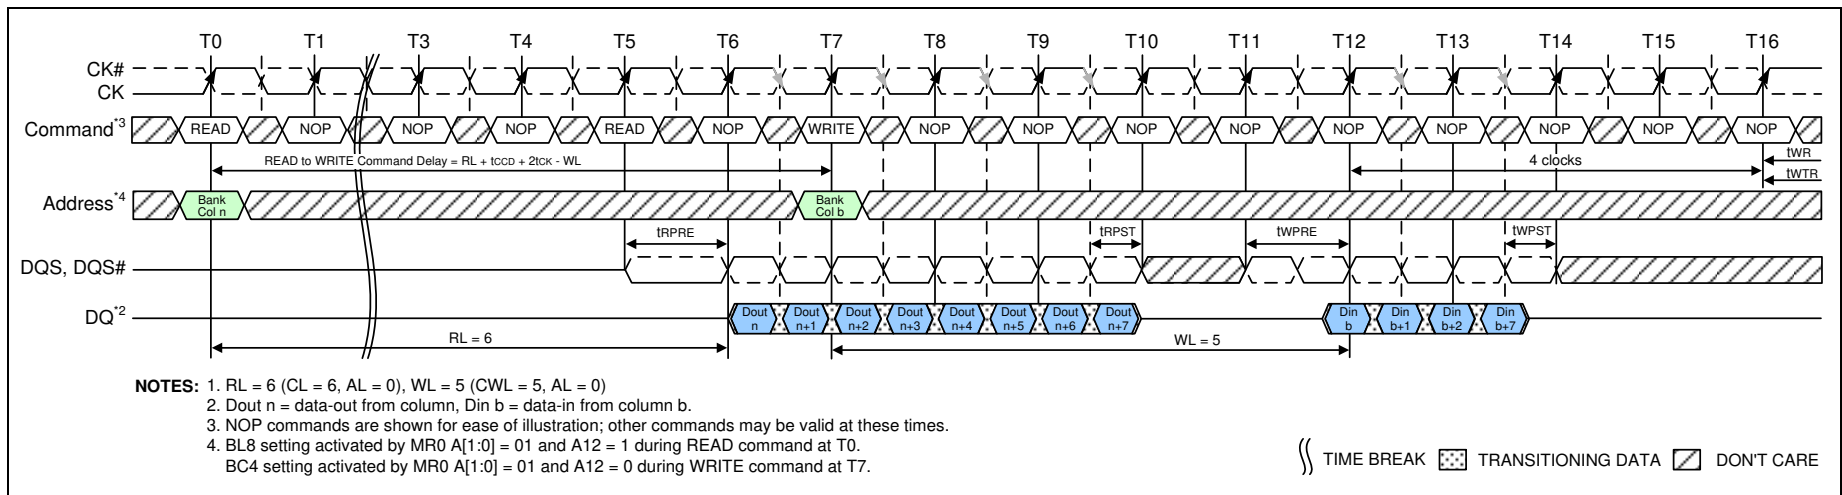 T0 T1 T3 T4 T5 T6 T7 T8 T9 T10 T11 T12 T13 T14 T15 T16
CK#
CK
Command*3 READ NOP NOP NOP READ NOP WRITE NOP NOP NOP NOP NOP NOP NOP NOP NOP
READ to WRITE Command Delay = RL + tCCD + 2tCK - WL
4 clocks
tWR
tWTR
Address*4
Bank
Col n
Bank
Col b
tRPRE tRPST tWPRE tWPST
DQS, DQS#
DQ*2
Dout
n
Dout
n+1
Dout
n+2
Dout
n+3
Dout
n+4
Dout
n+5
Dout
n+6
Dout
n+7
Din
b
Din
b+1
Din
b+2
Din
b+7
RL = 6
WL = 5
NOTES: 1. RL = 6 (CL = 6, AL = 0), WL = 5 (CWL = 5, AL = 0)
2. Dout n = data-out from column, Din b = data-in from column b.
3. NOP commands are shown for ease of illustration; other commands may be valid at these times.
4. BL8 setting activated by MR0 A[1:0] = 01 and A12 = 1 during READ command at T0.
BC4 setting activated by MR0 A[1:0] = 01 and A12 = 0 during WRITE command at T7.
TIME BREAK TRANSITIONING DATA DON'T CARE